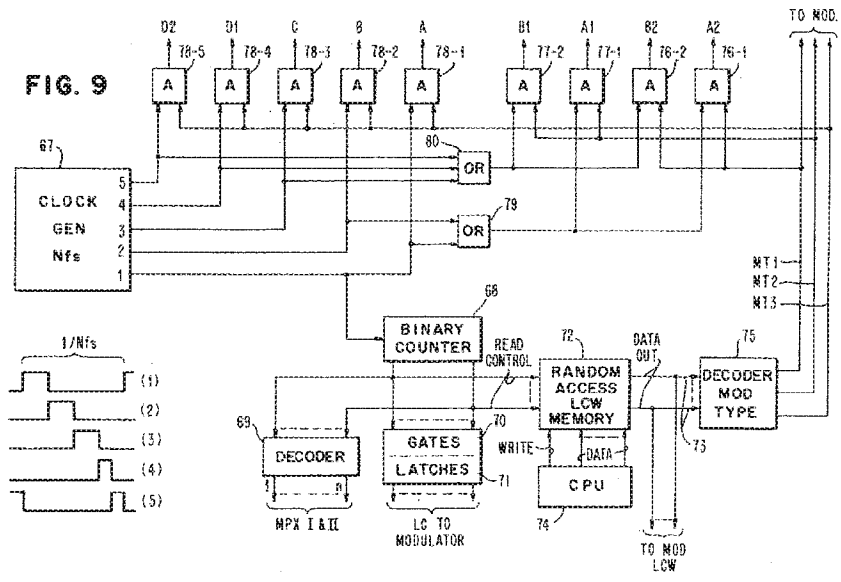 D2 D1 C B A B1 A1 B2 A2 TO MOD.
78-5 78-4 78-3 78-2 78-1 77-2 77-1 76-2 76-1
FIG. 9
A A A A A A A A A
67
80
OR
CLOCK
GEN
Nfs
5
4
3
2
1
79
OR
MT1
MT2
MT3
68
BINARY
COUNTER
1/Nfs
(1)
(2)
(3)
(4)
(5)
READ
CONTROL
72
RANDOM
ACCESS
LCW
MEMORY
DATA
OUT
75
DECODER
MOD
TYPE
73
69
DECODER
1 n
70
GATES
LATCHES
71
WRITE
DATA
CPU
74
MPX I & II
LC TO
MODULATOR
TO MOD
LCW